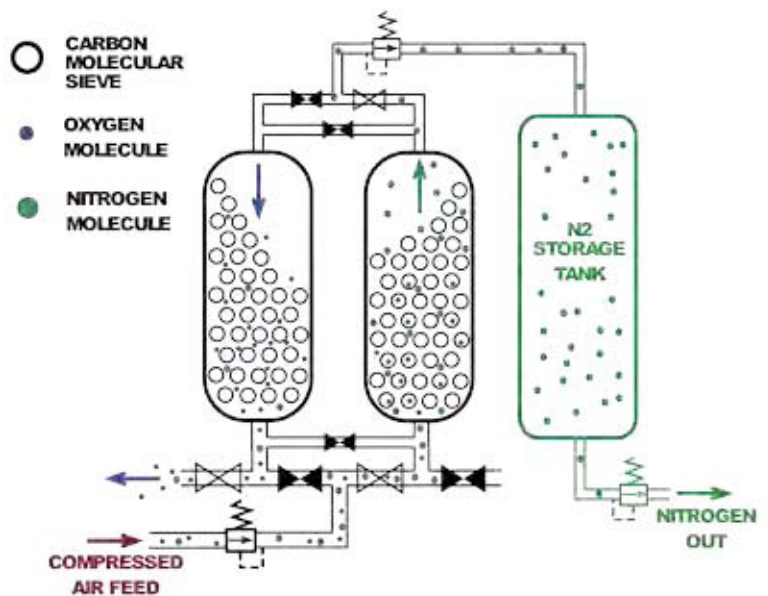 CARBON
MOLECULAR
SIEVE
OXYGEN
MOLECULE
NITROGEN
MOLECULE
N2
STORAGE
TANK
NITROGEN
OUT
COMPRESSED
AIR FEED